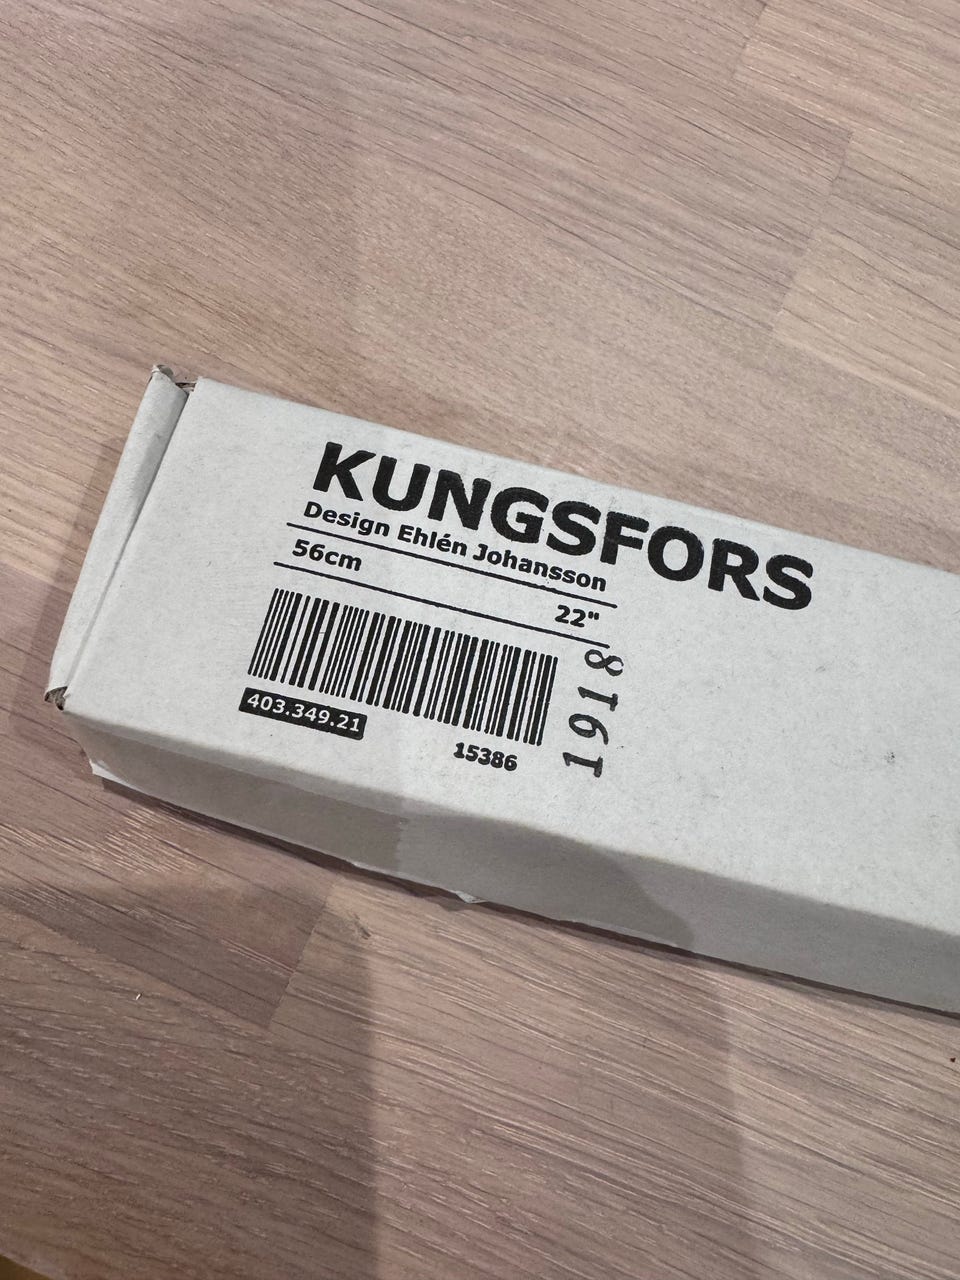 KUNGSFORS
Design Ehlén Johansson
56cm
22"
403.349.21
15386
1918